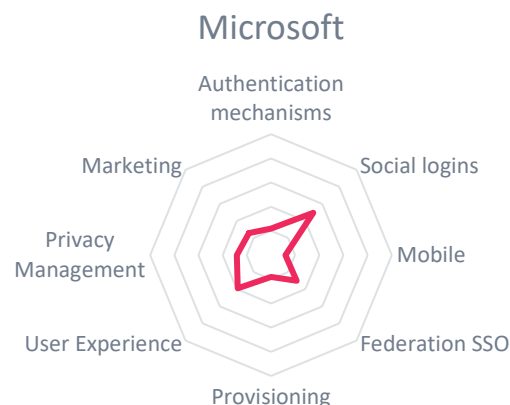 Microsoft
Authentication
mechanisms
Marketing
Social logins
Privacy
Management
Mobile
User Experience
Federation SSO
Provisioning